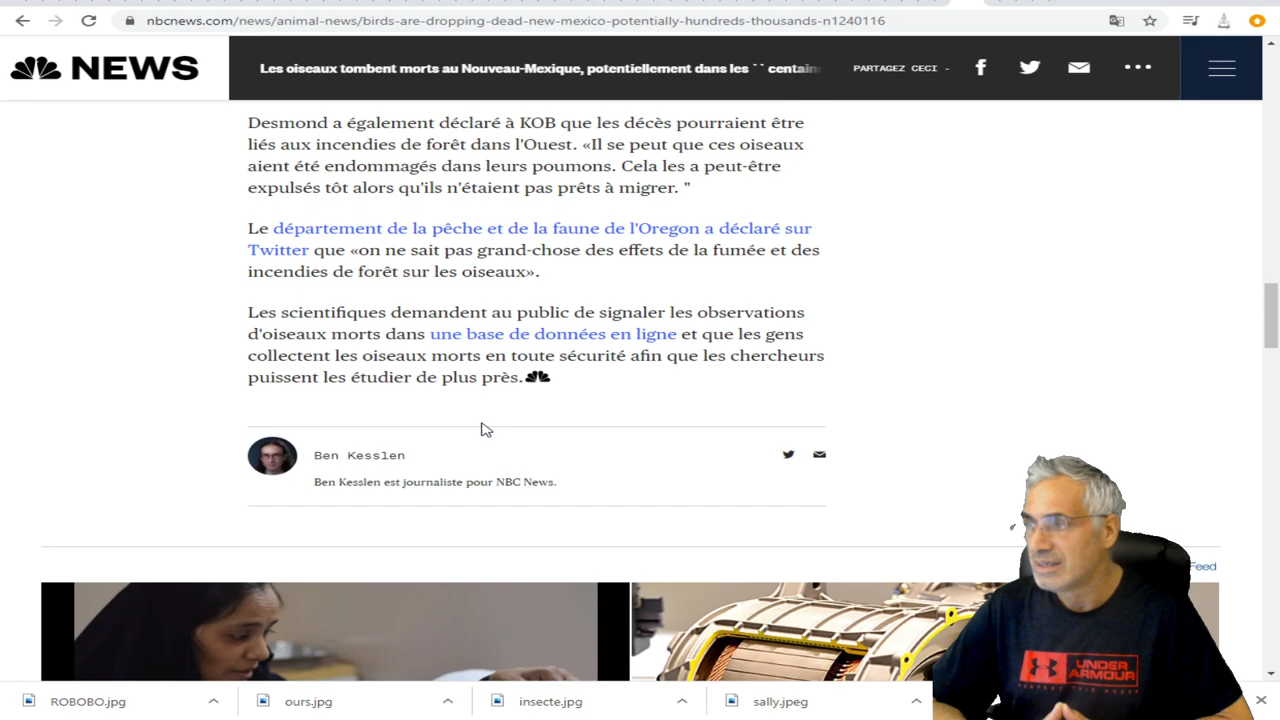 nbcnews.com/news/animal-news/birds-are-dropping-dead-new-mexico-potentially-hundreds-thousands-n1240116
NEWS
Les oiseaux tombent morts au Nouveau-Mexique, potentiellement dans les `` centain
PARTAGEZ CECI -
Desmond a également déclaré à KOB que les décès pourraient être
liés aux incendies de forêt dans l'Ouest. «Il se peut que ces oiseaux
aient été endommagés dans leurs poumons. Cela les a peut-être
expulsés tôt alors qu'ils n'étaient pas prêts à migrer. "
Le département de la pêche et de la faune de l'Oregon a déclaré sur
Twitter que «on ne sait pas grand-chose des effets de la fumée et des
incendies de forêt sur les oiseaux».
Les scientifiques demandent au public de signaler les observations
d'oiseaux morts dans une base de données en ligne et que les gens
collectent les oiseaux morts en toute sécurité afin que les chercheurs
puissent les étudier de plus près.
Ben Kesslen
Ben Kesslen est journaliste pour NBC News.
Feed
UNDER
ARMOUR
ROBOBO.jpg
ours.jpg
insecte.jpg
sally.jpeg